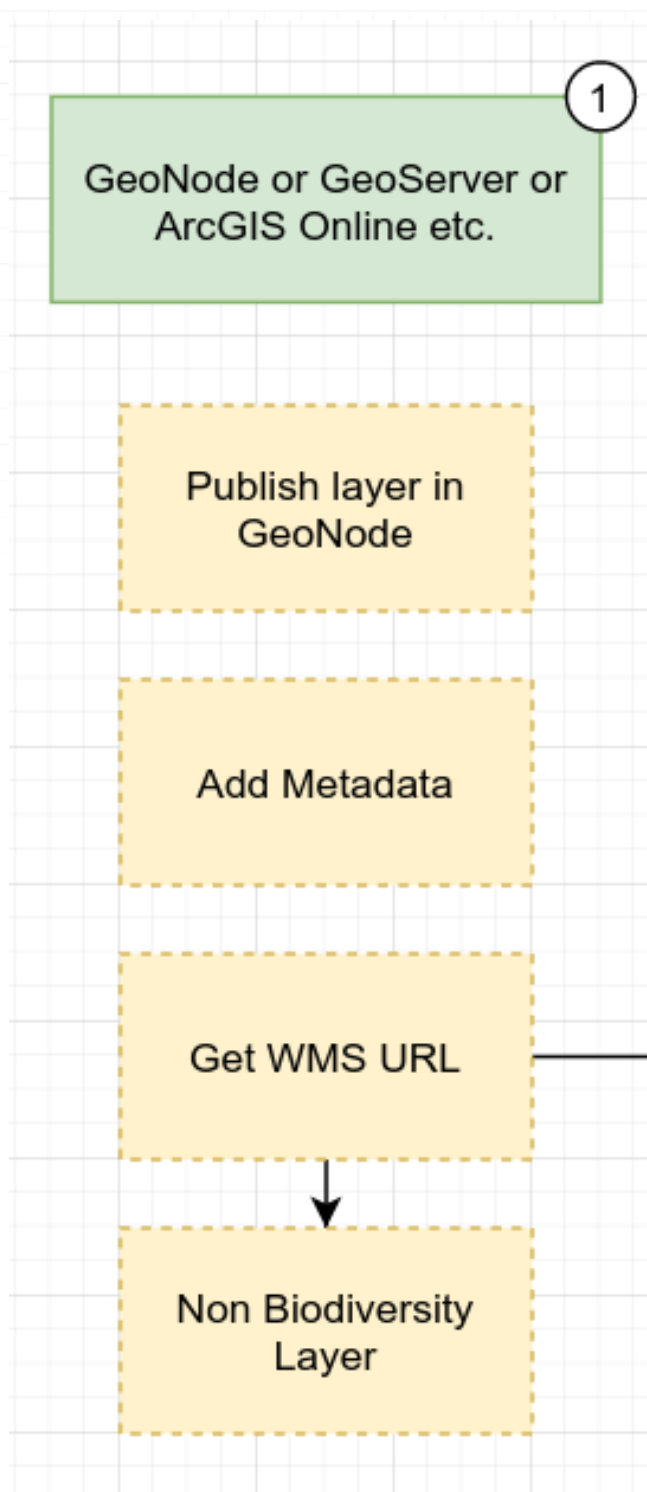 1
GeoNode or GeoServer or
ArcGIS Online etc.
Publish layer in
GeoNode
Add Metadata
Get WMS URL
Non Biodiversity
Layer